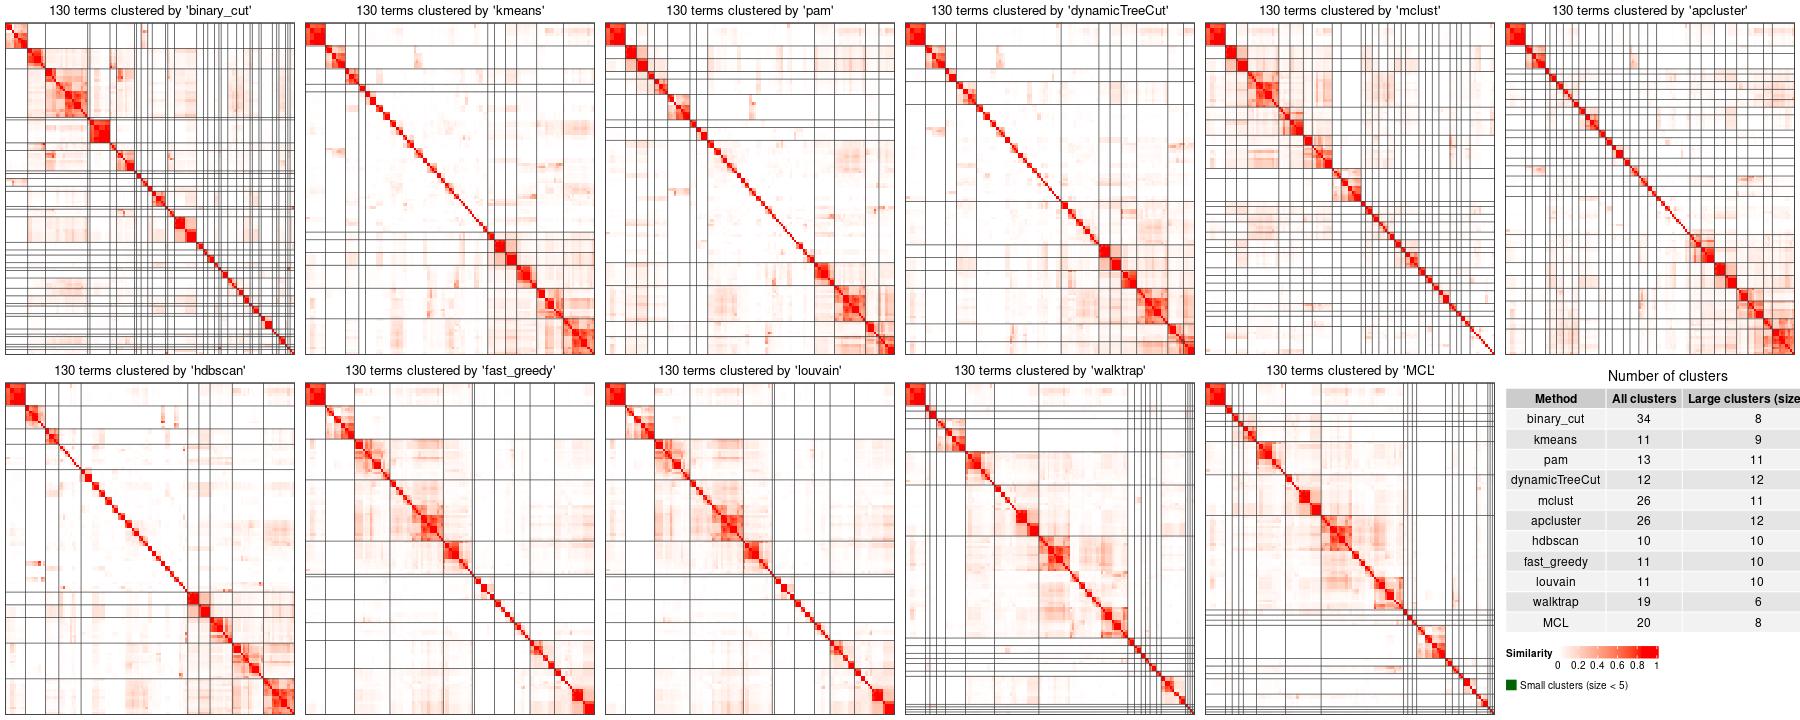 130 terms clustered by 'binary_cut'
130 terms clustered by 'kmeans'
130 terms clustered by 'pam'
130 terms clustered by 'dynamicTreeCut'
130 terms clustered by 'mclust'
130 terms clustered by 'apcluster'
130 terms clustered by 'hdbscan'
130 terms clustered by 'fast_greedy'
130 terms clustered by 'louvain'
130 terms clustered by 'walktrap'
130 terms clustered by 'MCL'
Number of clusters
Method All clusters Large clusters (size
binary_cut 34 8
kmeans 11 9
pam 13 11
dynamicTreeCut 12 12
mclust 26 11
apcluster 26 12
hdbscan 10 10
fast_greedy 11 10
louvain 11 10
walktrap 19 6
MCL 20 8
Similarity
0 0.2 0.4 0.6 0.8 1
Small clusters (size < 5)